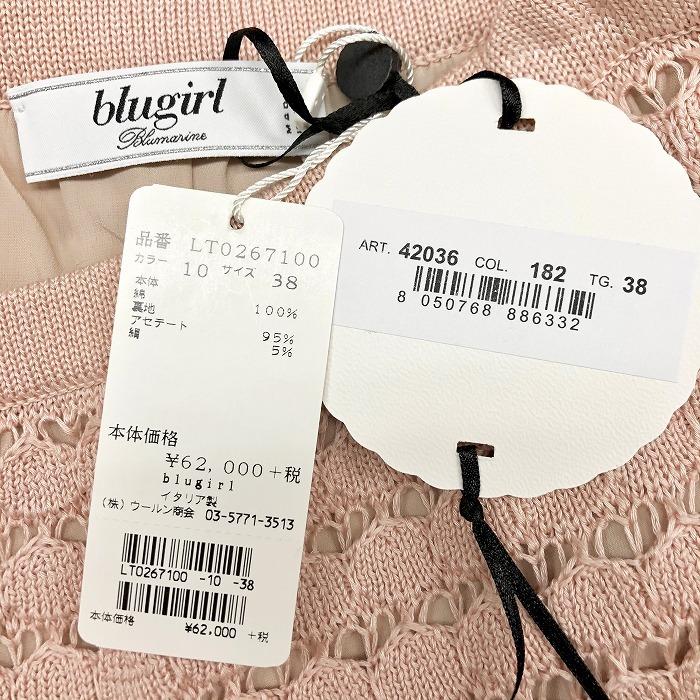 blugirl
Blumarine
品番 LT0267100
カラー 10 サイズ 38
本体
綿 100%
裏地
アセテート 95%
絹 5%
本体価格
¥62,000+税
blugirl
イタリア製
(株) ウールン商会 03-5771-3513
LT0267100 -10 -38
本体価格 ¥62,000 +税
ART. 42036 COL. 182 TG. 38
8 050768 886332